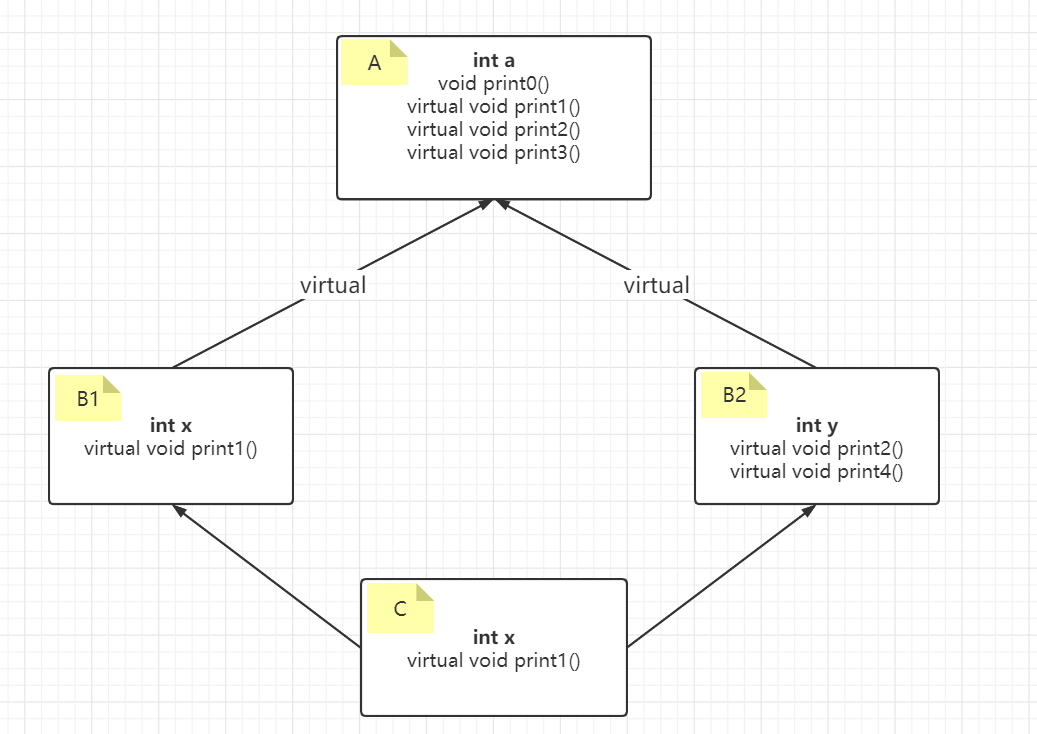 A
int a
void print0()
virtual void print1()
virtual void print2()
virtual void print3()
virtual
virtual
B1
int x
virtual void print1()
B2
int y
virtual void print2()
virtual void print4()
C
int x
virtual void print1()